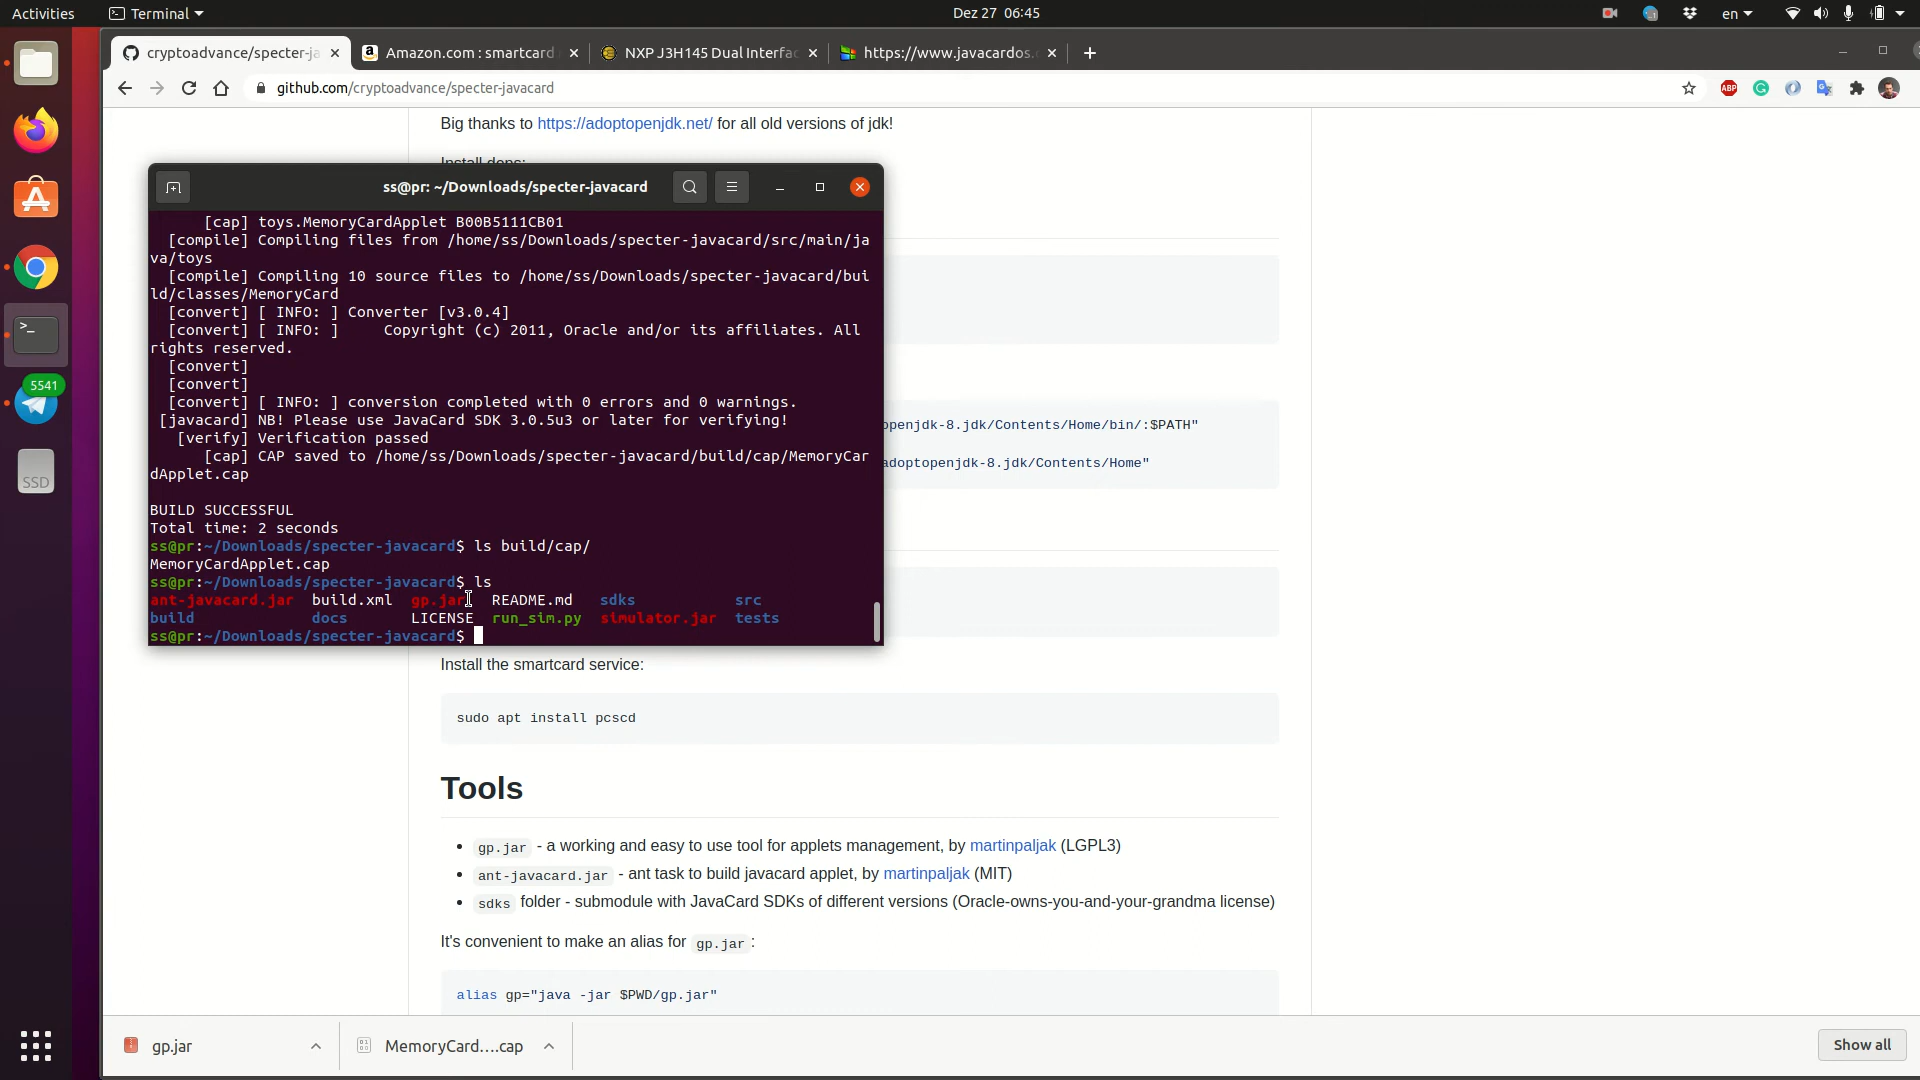 Activities
Terminal
Dez 27 06:45
en
cryptoadvance/specter-ja
Amazon.com : smartcard
NXP J3H145 Dual Interfac
https://www.javacardos.
github.com/cryptoadvance/specter-javacard
ABP
Big thanks to https://adoptopenjdk.net/ for all old versions of jdk!
Install deps:
ss@pr: ~/Downloads/specter-javacard
[cap] toys.MemoryCardApplet B00B5111CB01
[compile] Compiling files from /home/ss/Downloads/specter-javacard/src/main/ja
va/toys
[compile] Compiling 10 source files to /home/ss/Downloads/specter-javacard/bui
ld/classes/MemoryCard
[convert] [ INFO: ] Converter [v3.0.4]
[convert] [ INFO: ]     Copyright (c) 2011, Oracle and/or its affiliates. All
rights reserved.
[convert]
[convert]
[convert] [ INFO: ] conversion completed with 0 errors and 0 warnings.
[javacard] NB! Please use JavaCard SDK 3.0.5u3 or later for verifying!
[verify] Verification passed
[cap] CAP saved to /home/ss/Downloads/specter-javacard/build/cap/MemoryCar
dApplet.cap
BUILD SUCCESSFUL
Total time: 2 seconds
ss@pr:~/Downloads/specter-javacard$ ls build/cap/
MemoryCardApplet.cap
ss@pr:~/Downloads/specter-javacard$ ls
ant-javacard.jar build.xml gp.jar README.md sdks src
build docs LICENSE run_sim.py simulator.jar tests
ss@pr:~/Downloads/specter-javacard$
openjdk-8.jdk/Contents/Home/bin/:$PATH"
adoptopenjdk-8.jdk/Contents/Home"
5541
SSD
Install the smartcard service:
sudo apt install pcscd
Tools
gp.jar - a working and easy to use tool for applets management, by martinpaljak (LGPL3)
ant-javacard.jar - ant task to build javacard applet, by martinpaljak (MIT)
sdks folder - submodule with JavaCard SDKs of different versions (Oracle-owns-you-and-your-grandma license)
It's convenient to make an alias for gp.jar :
alias gp="java -jar $PWD/gp.jar"
gp.jar
MemoryCard....cap
Show all